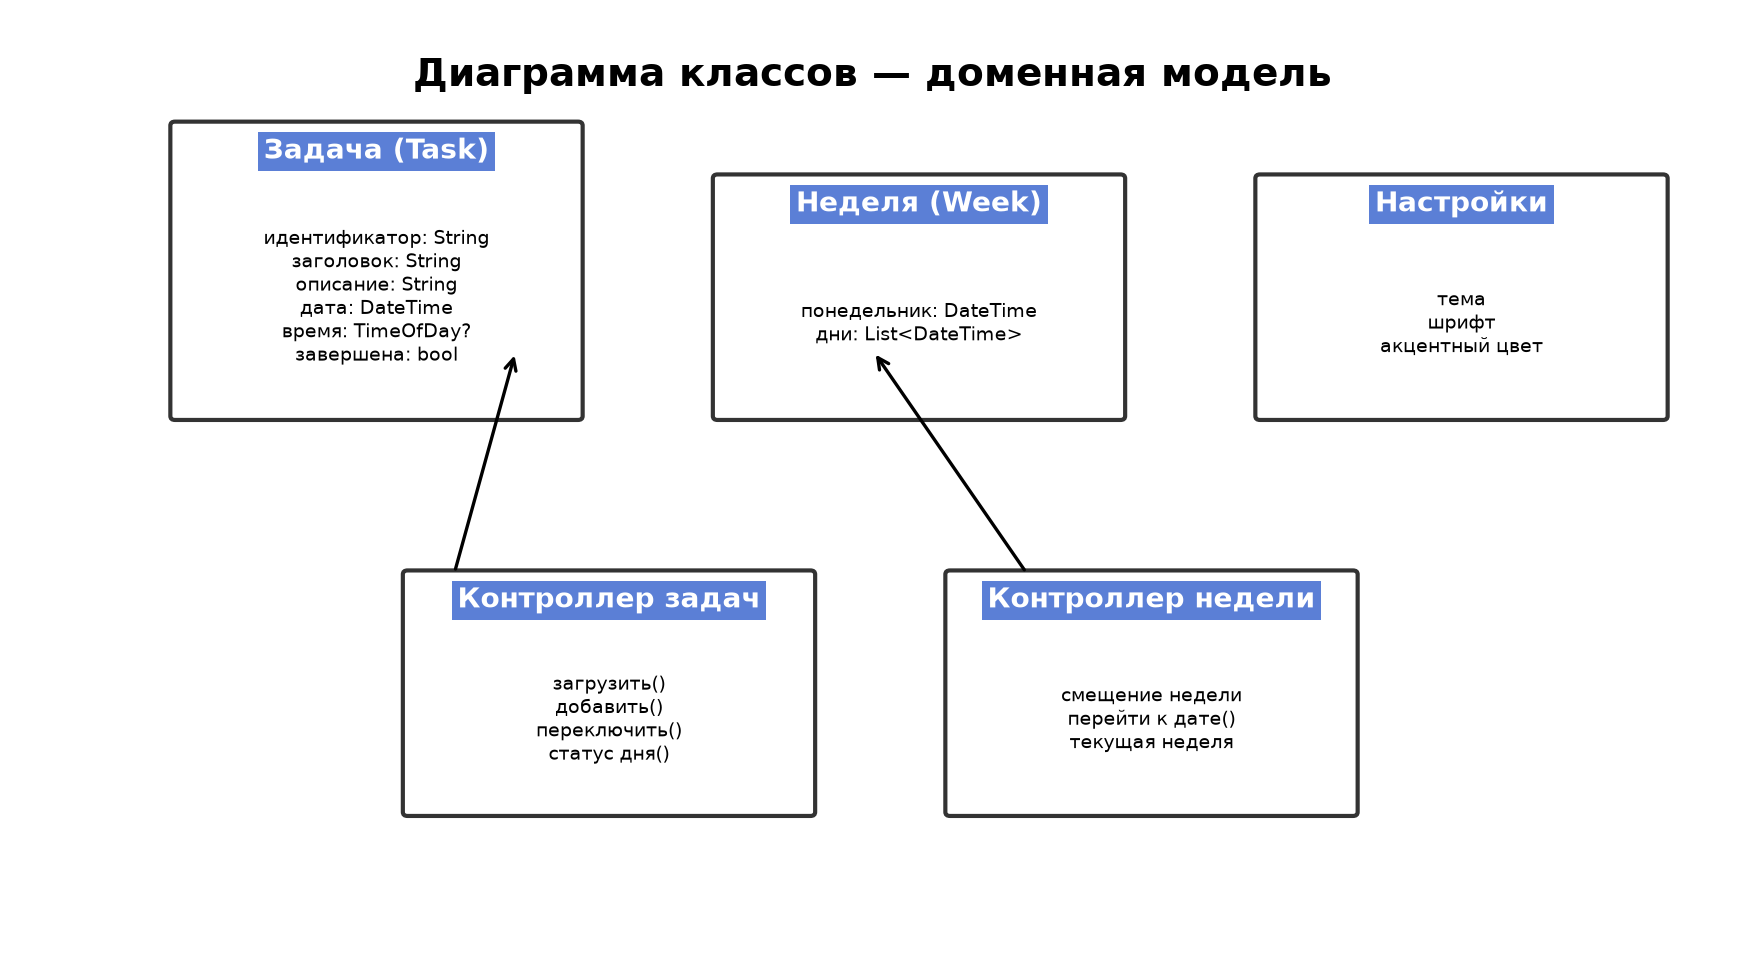 Диаграмма классов — доменная модель
Задача (Task)
идентификатор: String
заголовок: String
описание: String
дата: DateTime
время: TimeOfDay?
завершена: bool
Неделя (Week)
понедельник: DateTime
дни: List<DateTime>
Настройки
тема
шрифт
акцентный цвет
Контроллер задач
загрузить()
добавить()
переключить()
статус дня()
Контроллер недели
смещение недели
перейти к дате()
текущая неделя